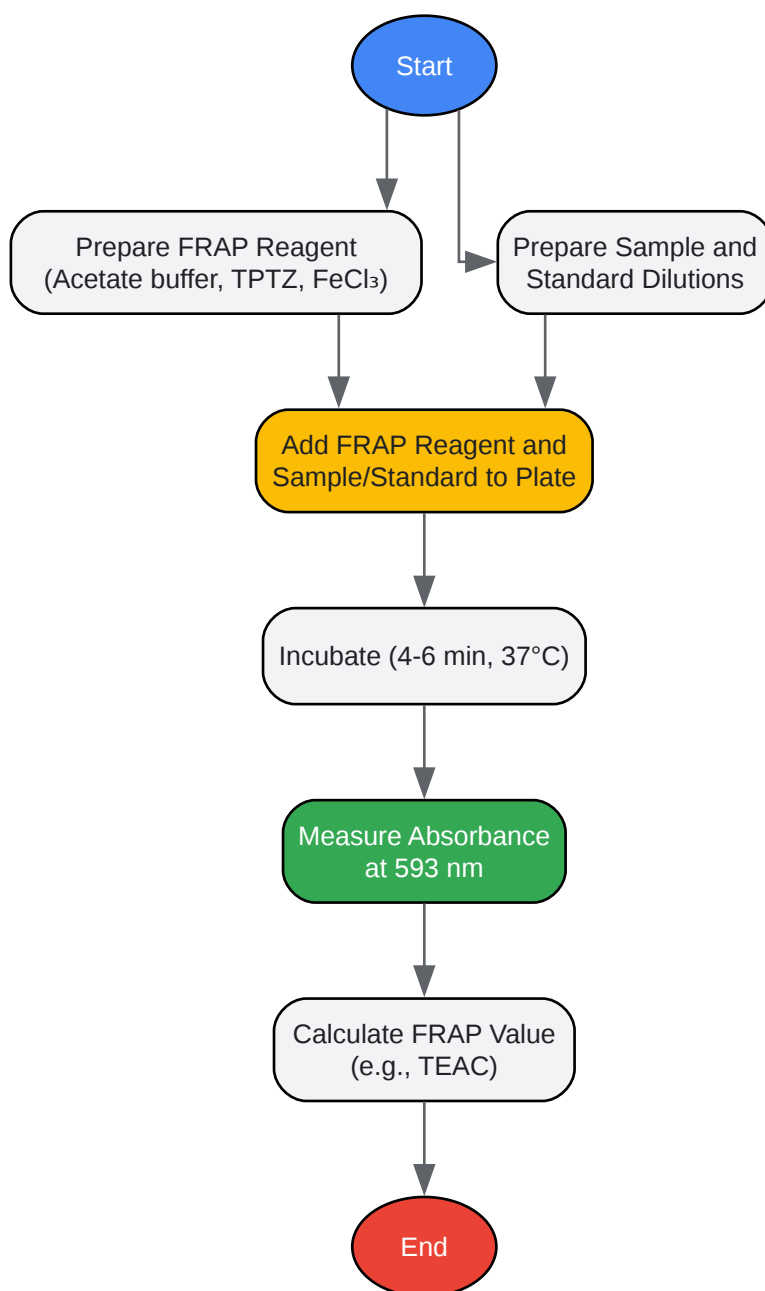 Start
Prepare FRAP Reagent
(Acetate buffer, TPTZ, FeCl₃)
Prepare Sample and
Standard Dilutions
Add FRAP Reagent and
Sample/Standard to Plate
Incubate (4-6 min, 37°C)
Measure Absorbance
at 593 nm
Calculate FRAP Value
(e.g., TEAC)
End